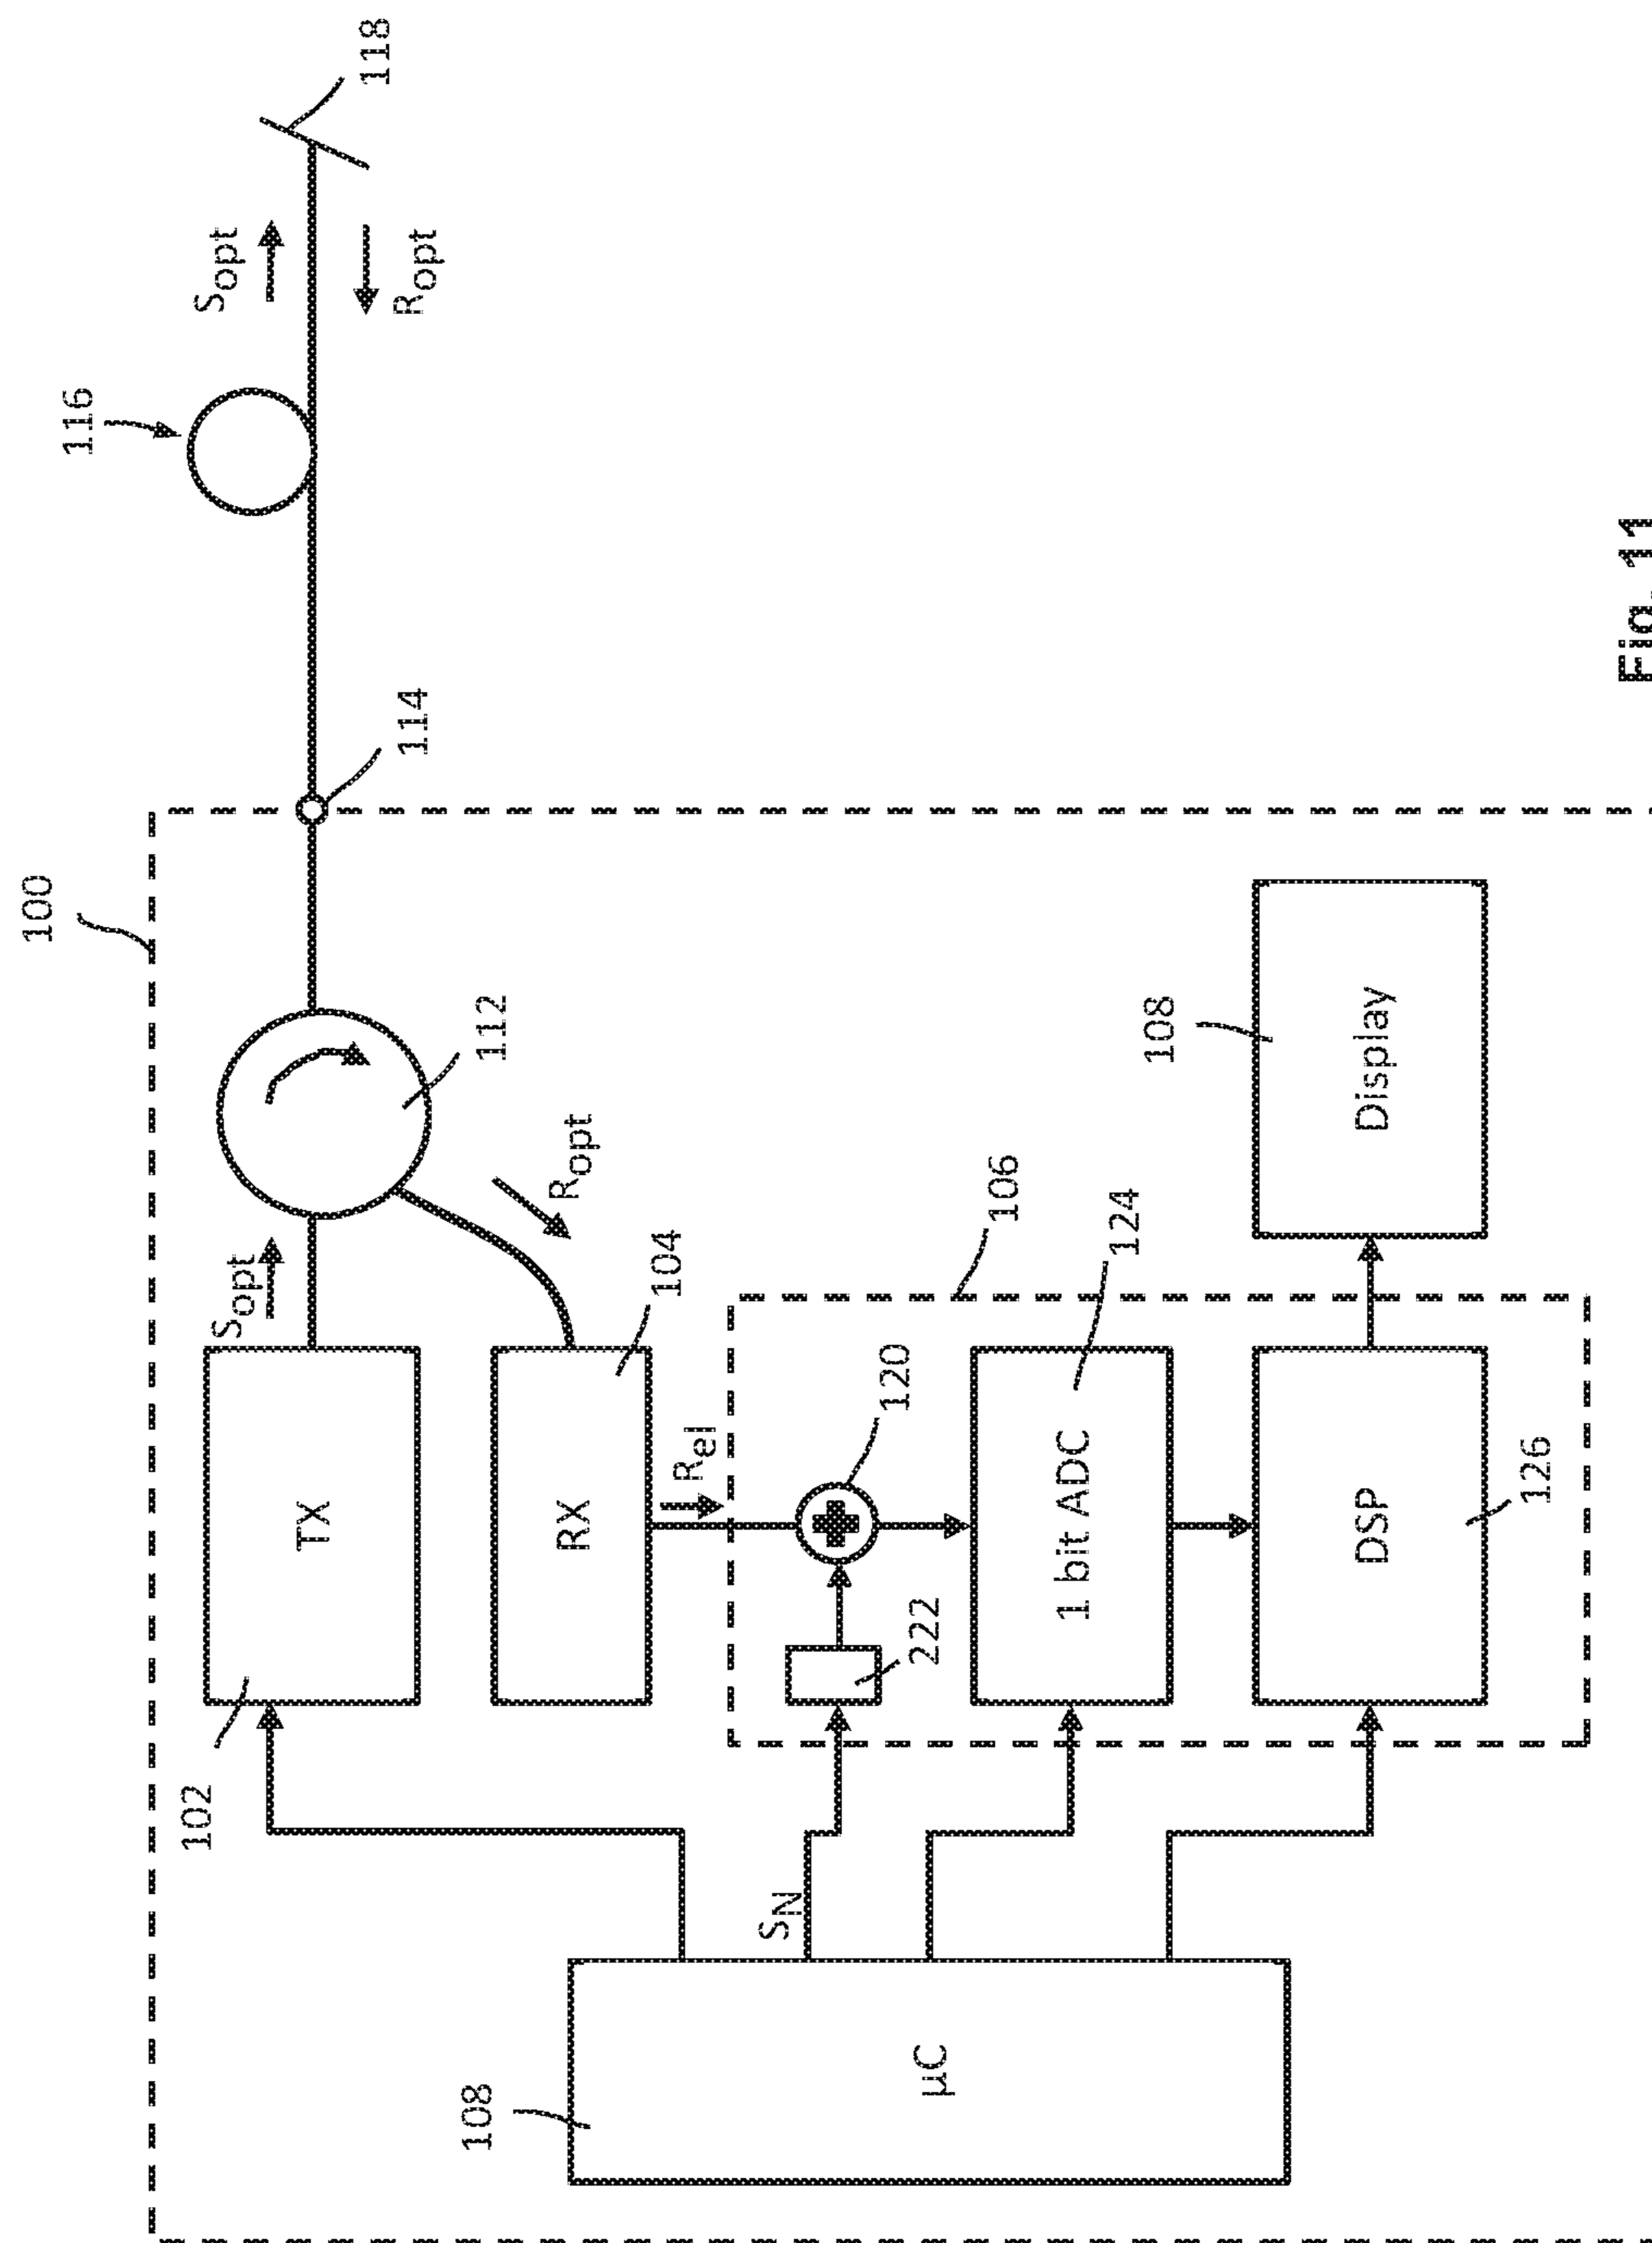 100
102
TX
Sopt
112
114
116
Sopt
Ropt
118
Ropt
RX
104
Rel
106
108
µC
SN
222
120
1 bit ADC
124
DSP
126
108
Display
Fig. 11